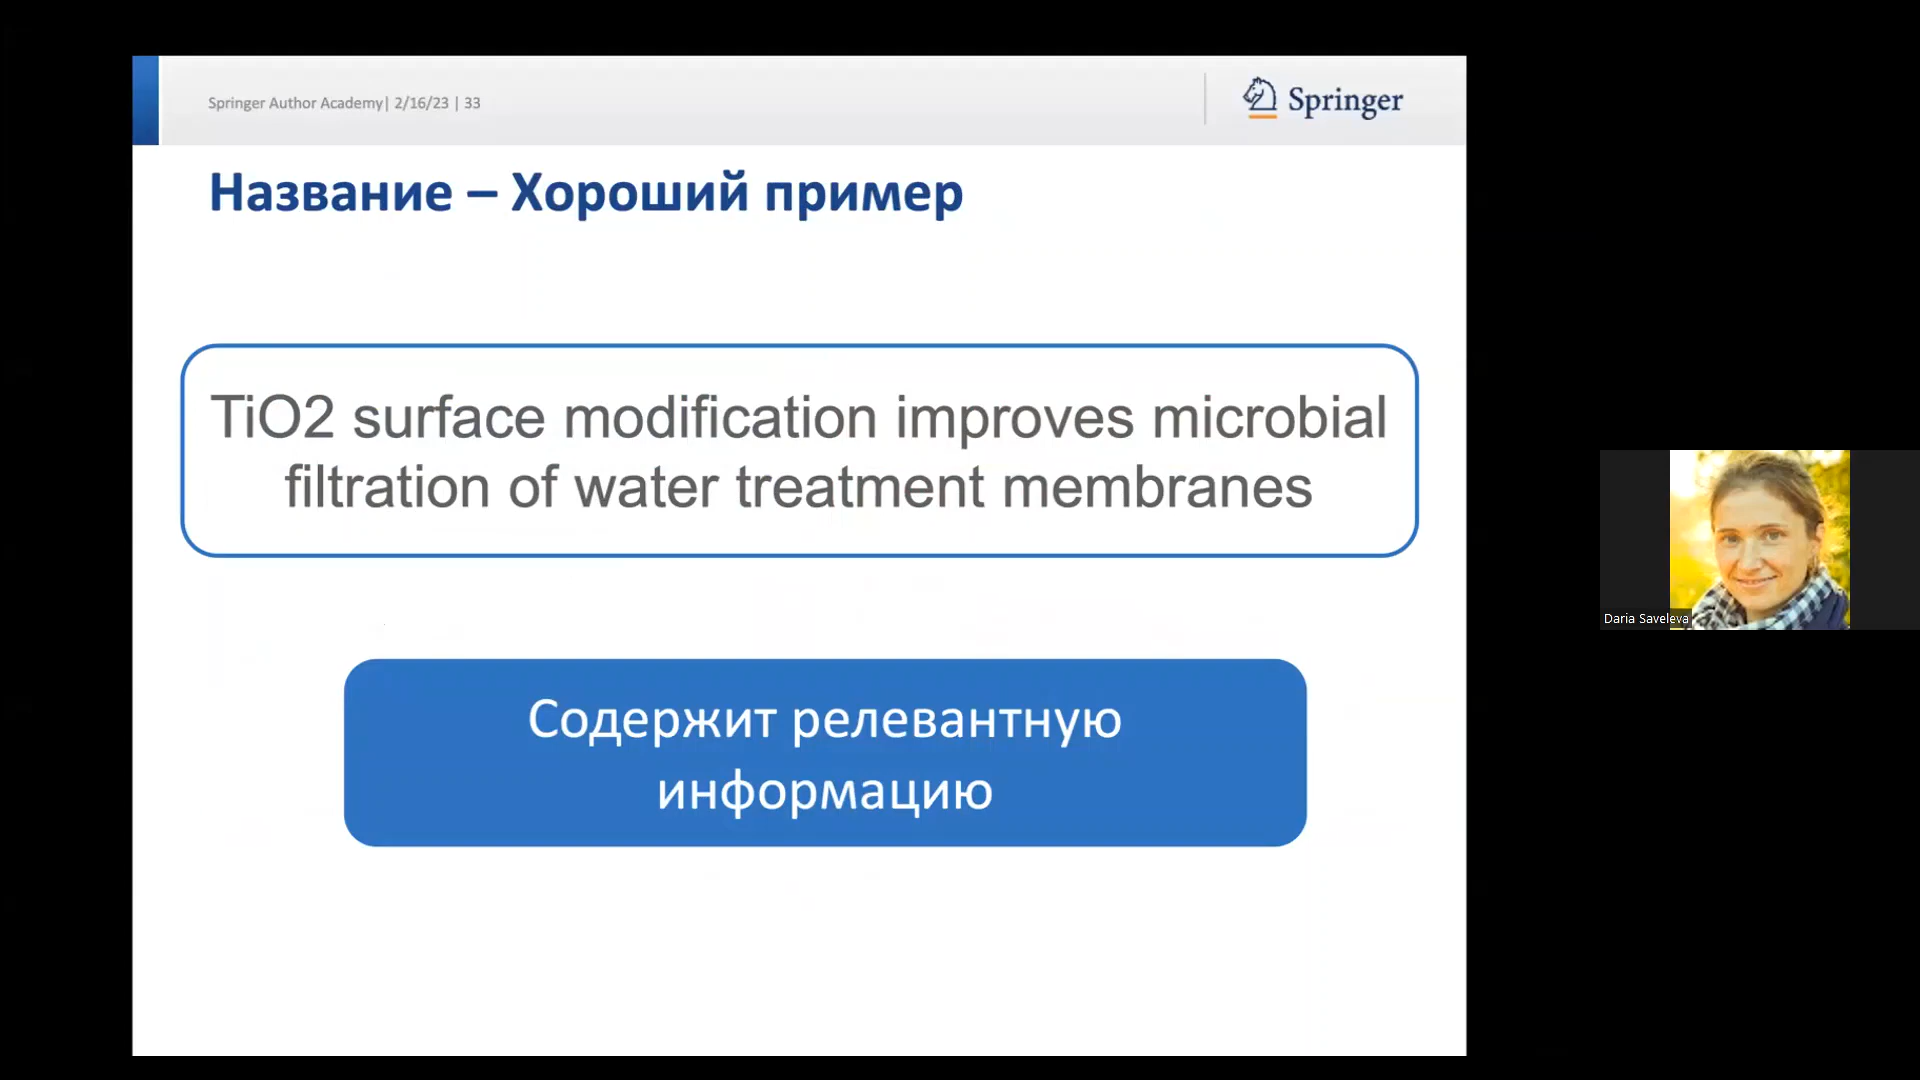 Springer Author Academy| 2/16/23 | 33
Springer
Название – Хороший пример
TiO2 surface modification improves microbial
filtration of water treatment membranes
Содержит релевантную
информацию
Daria Saveleva